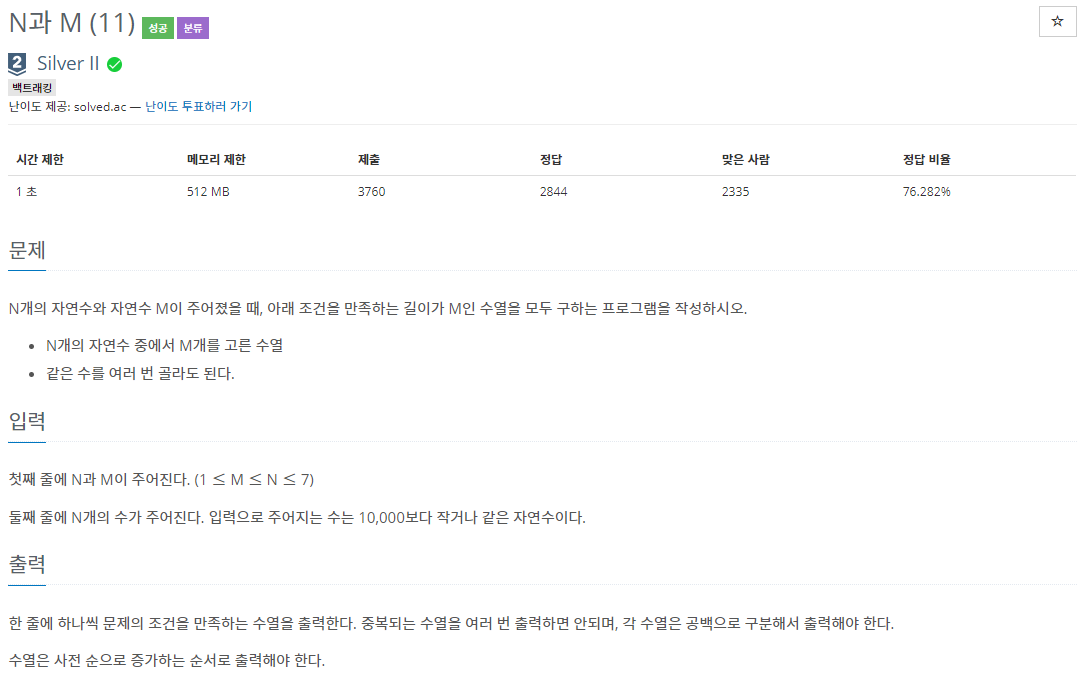 N과 M (11) 성공 분류
2 Silver II
백트래킹
난이도 제공: solved.ac — 난이도 투표하러 가기
시간 제한 메모리 제한 제출 정답 맞은 사람 정답 비율
1 초 512 MB 3760 2844 2335 76.282%
문제
N개의 자연수와 자연수 M이 주어졌을 때, 아래 조건을 만족하는 길이가 M인 수열을 모두 구하는 프로그램을 작성하시오.
• N개의 자연수 중에서 M개를 고른 수열
• 같은 수를 여러 번 골라도 된다.
입력
첫째 줄에 N과 M이 주어진다. (1 ≤ M ≤ N ≤ 7)
둘째 줄에 N개의 수가 주어진다. 입력으로 주어지는 수는 10,000보다 작거나 같은 자연수이다.
출력
한 줄에 하나씩 문제의 조건을 만족하는 수열을 출력한다. 중복되는 수열을 여러 번 출력하면 안되며, 각 수열은 공백으로 구분해서 출력해야 한다.
수열은 사전 순으로 증가하는 순서로 출력해야 한다.